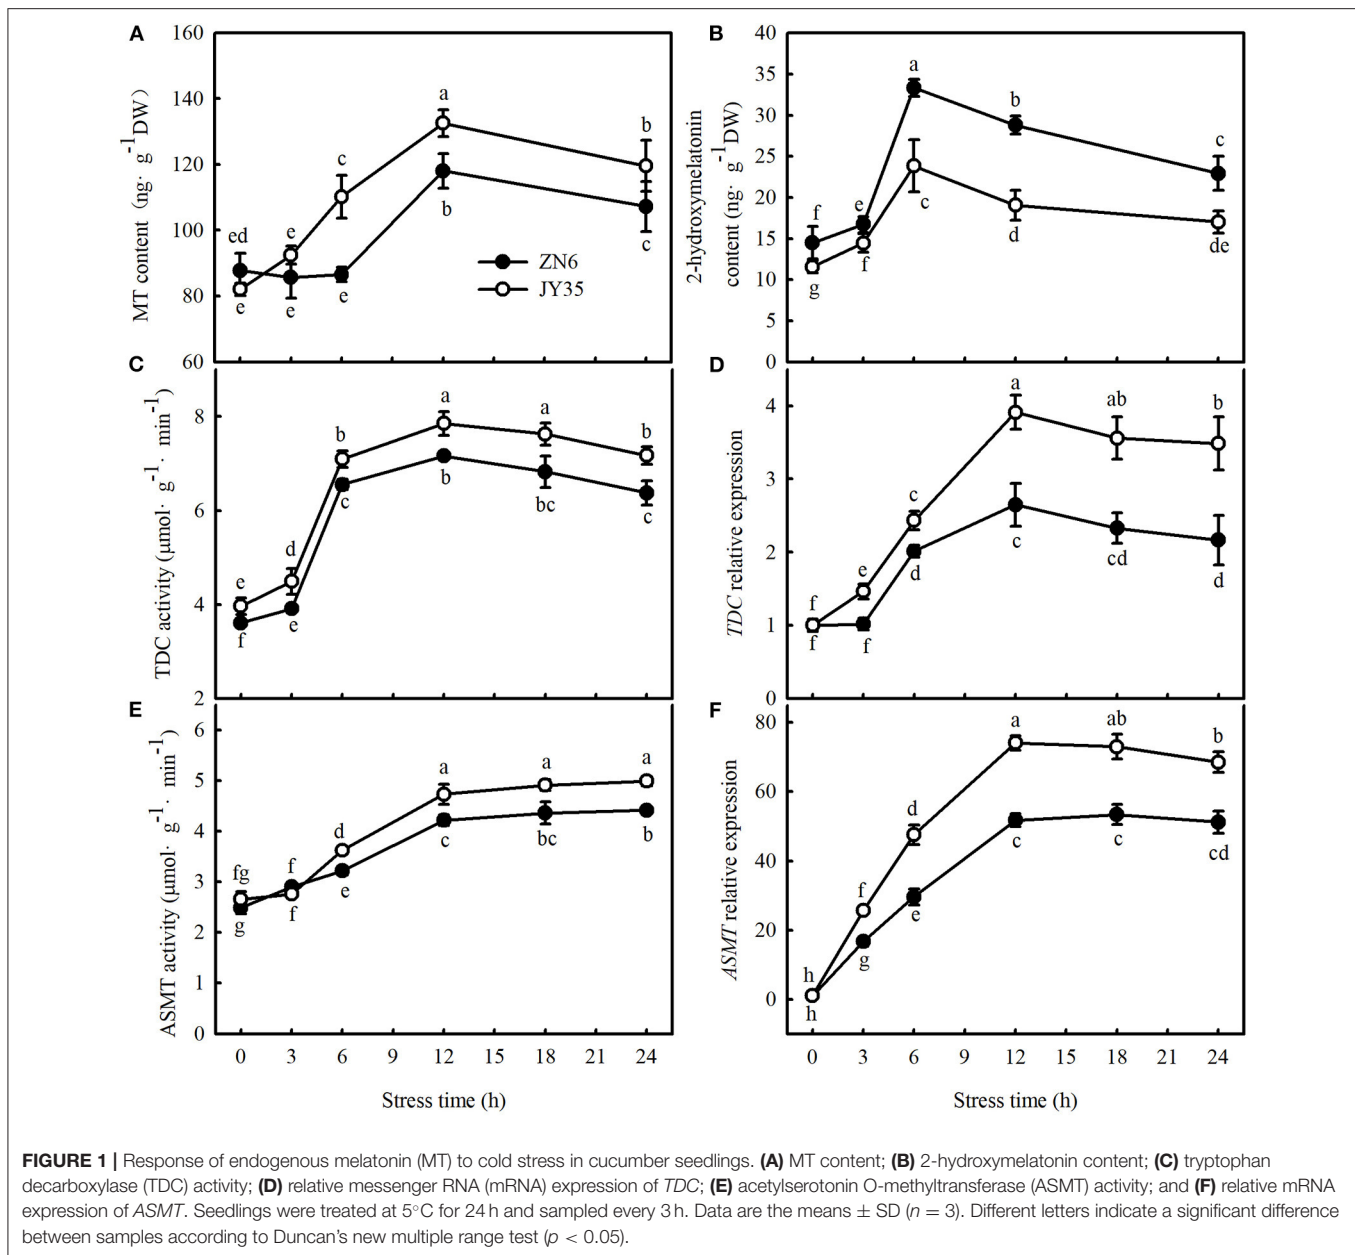 A
160
140
120
100
80
60
MT content (ng· g⁻¹DW)
ed
e
c
a
b
e
e
e
b
c
ZN6
JY35
B
40
35
30
25
20
15
10
5
0
2-hydroxymelatonin
content (ng· g⁻¹DW)
f
e
a
b
c
g
f
c
d
de
C
8
6
4
2
TDC activity (μmol· g⁻¹· min⁻¹)
e
d
b
a
a
b
f
e
c
b
bc
c
D
4
3
2
1
0
TDC relative expression
f
e
c
a
ab
b
f
f
d
c
cd
d
E
6
5
4
3
2
1
0
ASMT activity (μmol· g⁻¹· min⁻¹)
fg
f
d
a
a
a
g
f
e
c
bc
b
0 3 6 9 12 15 18 21 24
Stress time (h)
F
80
60
40
20
0
ASMT relative expression
h
f
d
a
ab
b
h
g
e
c
c
cd
0 3 6 9 12 15 18 21 24
Stress time (h)
FIGURE 1 | Response of endogenous melatonin (MT) to cold stress in cucumber seedlings. (A) MT content; (B) 2-hydroxymelatonin content; (C) tryptophan
decarboxylase (TDC) activity; (D) relative messenger RNA (mRNA) expression of TDC; (E) acetylserotonin O-methyltransferase (ASMT) activity; and (F) relative mRNA
expression of ASMT. Seedlings were treated at 5°C for 24 h and sampled every 3 h. Data are the means ± SD (n = 3). Different letters indicate a significant difference
between samples according to Duncan's new multiple range test (p < 0.05).